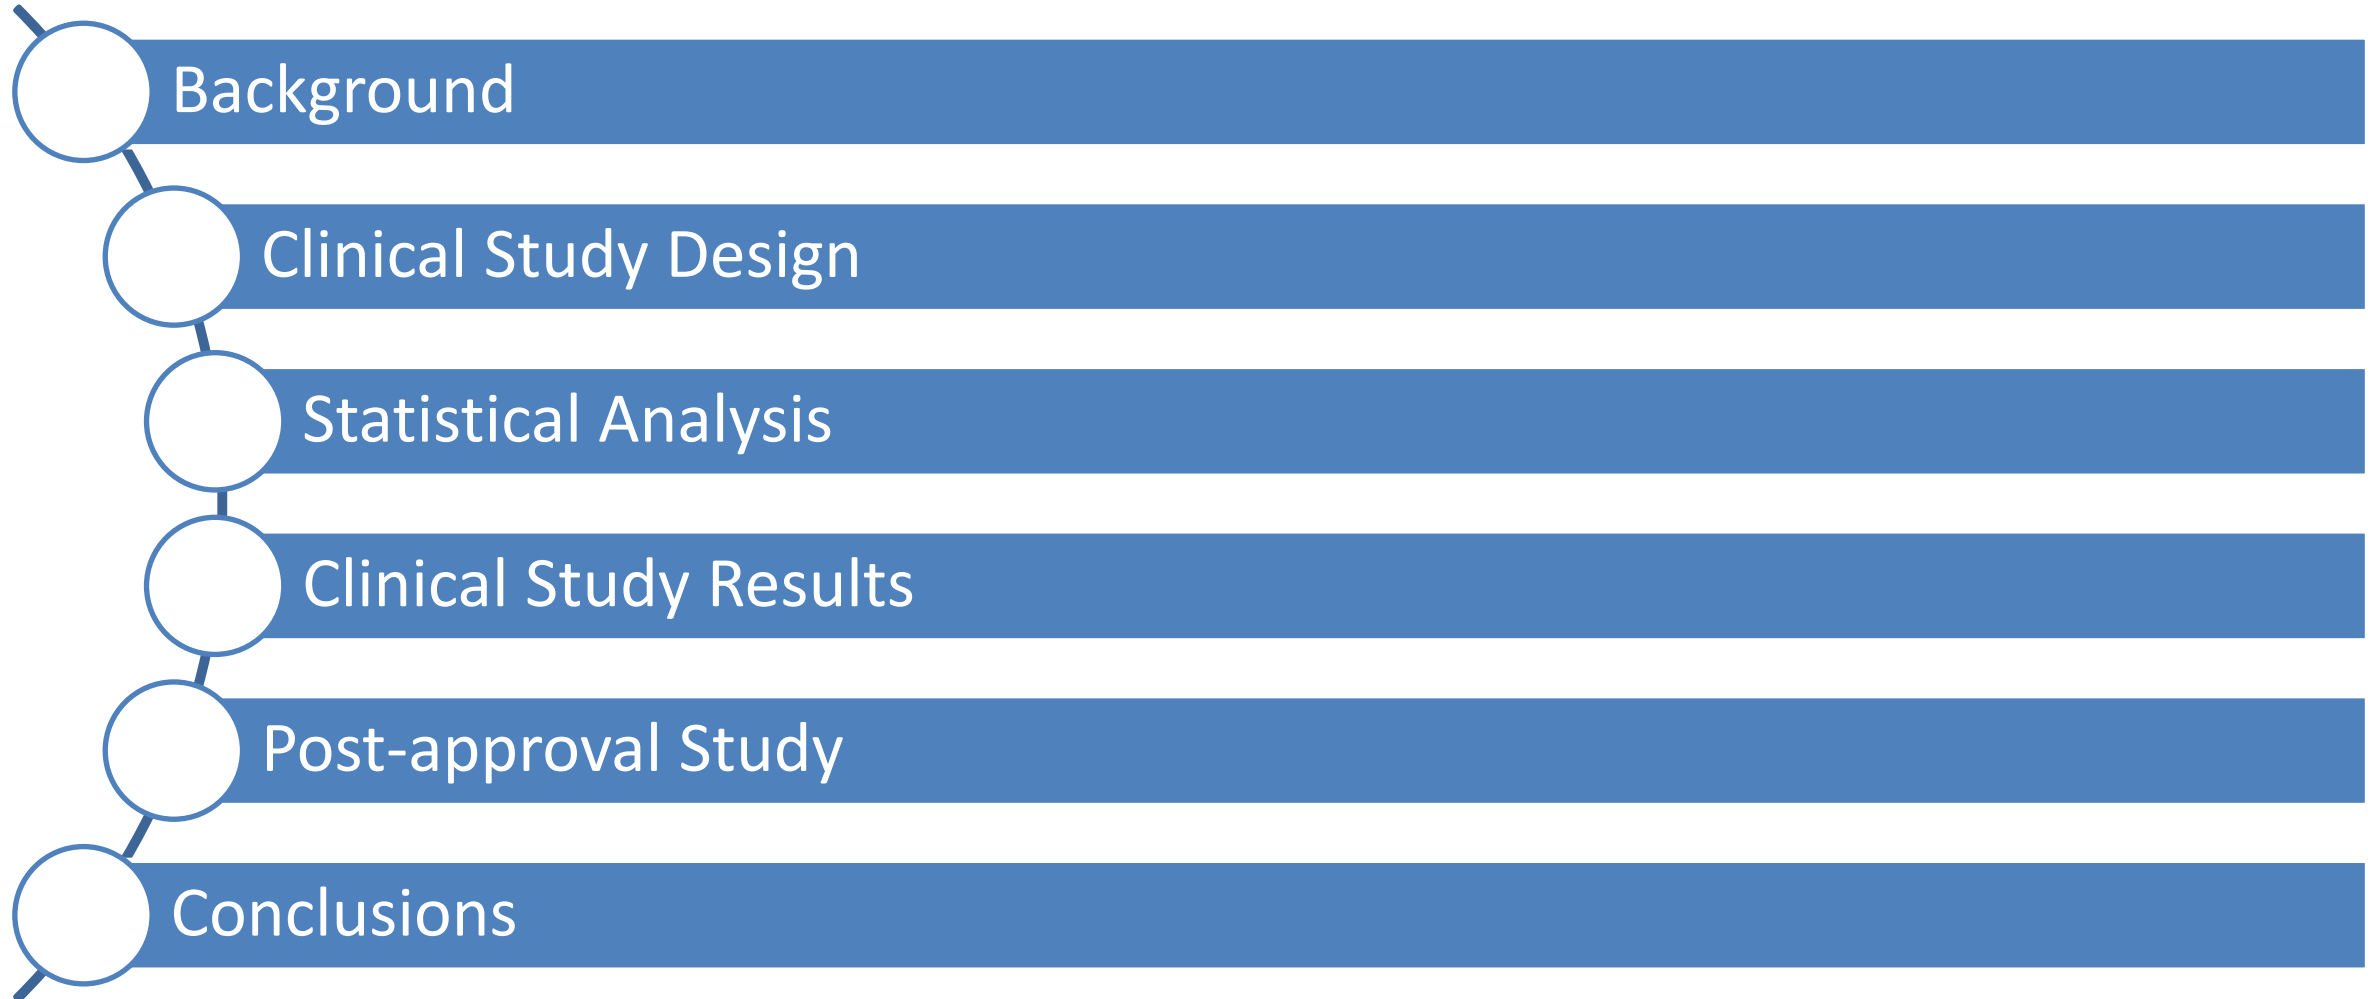 Background
Clinical Study Design
Statistical Analysis
Clinical Study Results
Post-approval Study
Conclusions